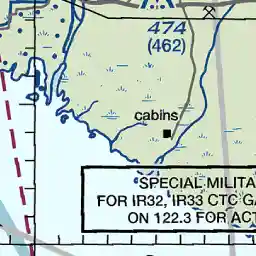 474
(462)
cabins
SPECIAL MILITA
FOR IR32, IR33 CTC GA
ON 122.3 FOR ACT